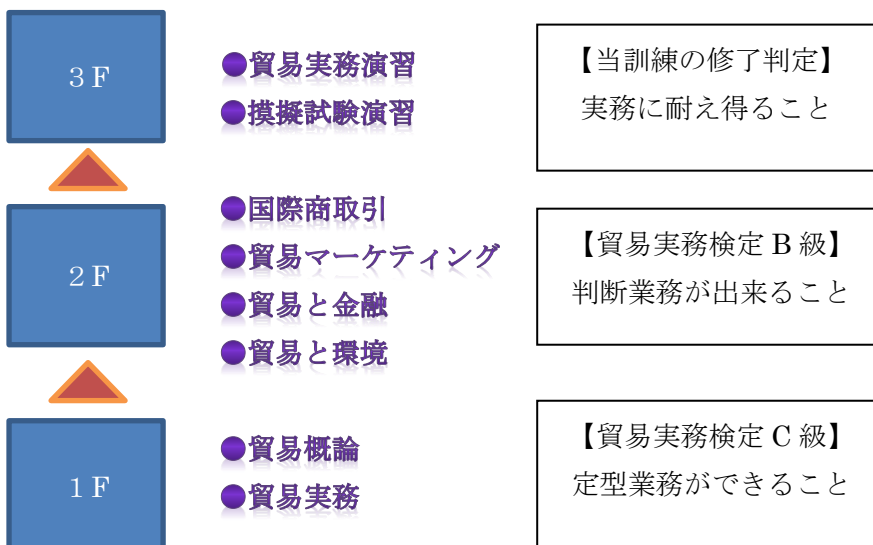 ３F
●貿易実務演習
●摸擬試験演習
【当訓練の修了判定】
実務に耐え得ること
２F
●国際商取引
●貿易マーケティング
●貿易と金融
●貿易と環境
【貿易実務検定 B 級】
判断業務が出来ること
１F
●貿易概論
●貿易実務
【貿易実務検定 C 級】
定型業務ができること